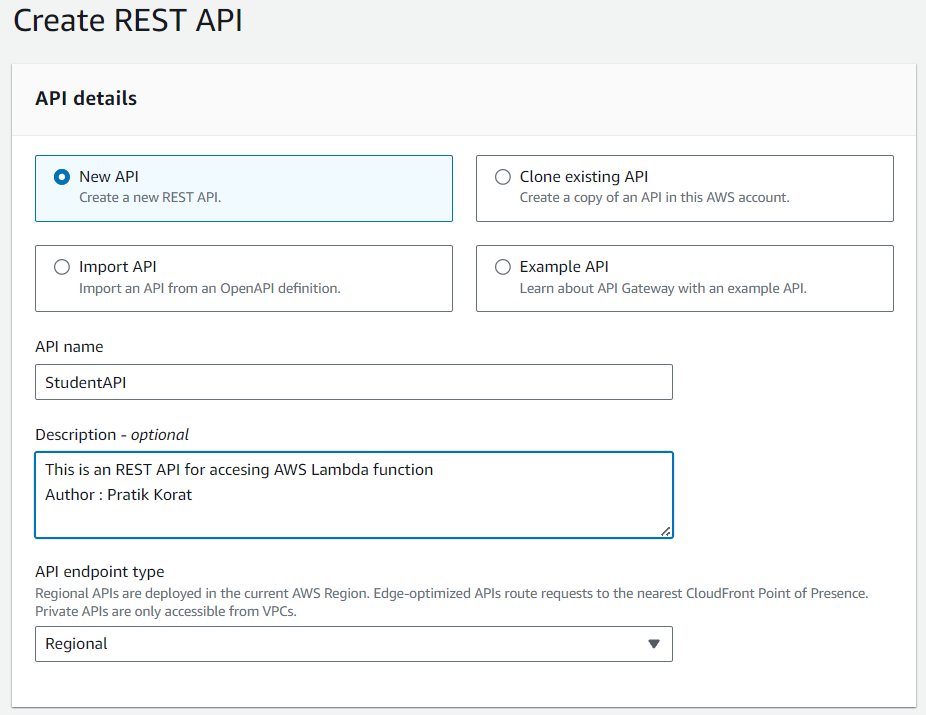 Create REST API
API details
New API
Create a new REST API.
Clone existing API
Create a copy of an API in this AWS account.
Import API
Import an API from an OpenAPI definition.
Example API
Learn about API Gateway with an example API.
API name
StudentAPI
Description - optional
This is an REST API for accesing AWS Lambda function
Author : Pratik Korat
API endpoint type
Regional APIs are deployed in the current AWS Region. Edge-optimized APIs route requests to the nearest CloudFront Point of Presence.
Private APIs are only accessible from VPCs.
Regional